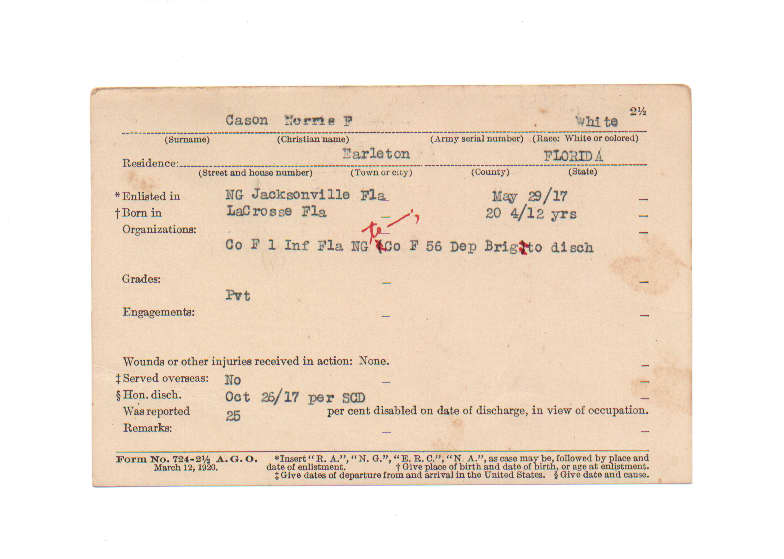 Cason Morris F White 2½
(Surname) (Christian name) (Army serial number) (Race: White or colored)
Residence: Earleton FLORIDA
(Street and house number) (Town or city) (County) (State)
*Enlisted in NG Jacksonville Fla May 29/17
†Born in LaCrosse Fla 20 4/12 yrs
Organizations:
Co F 1 Inf Fla NG to Co F 56 Dep Brig to disch
Grades:
Pvt
Engagements:
Wounds or other injuries received in action: None.
‡Served overseas: No
§Hon. disch. Oct 26/17 per SCD
Was reported 25 per cent disabled on date of discharge, in view of occupation.
Remarks:
Form No. 724-2½ A. G. O. *Insert "R. A.", "N. G.", "E. R. C.", "N. A.", as case may be, followed by place and
March 12, 1920. date of enlistment. †Give place of birth and date of birth, or age at enlistment.
‡Give dates of departure from and arrival in the United States. §Give date and cause.